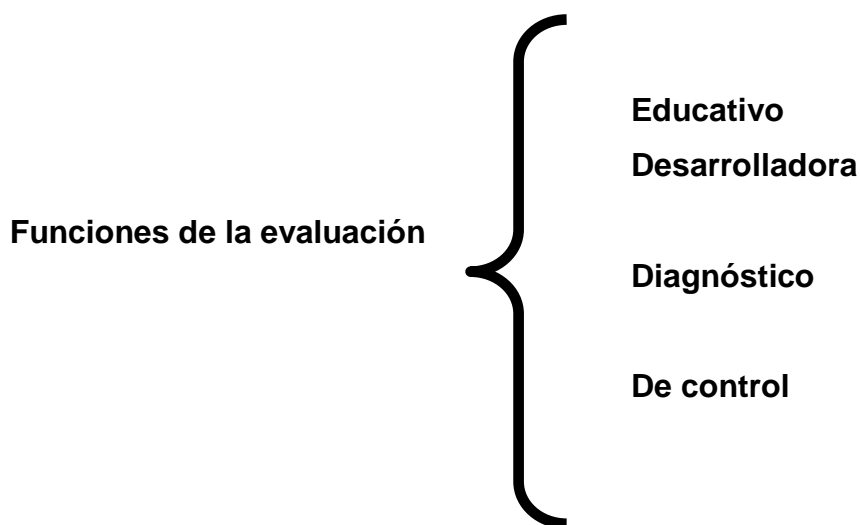 Funciones de la evaluación
Educativo
Desarrolladora
Diagnóstico
De control